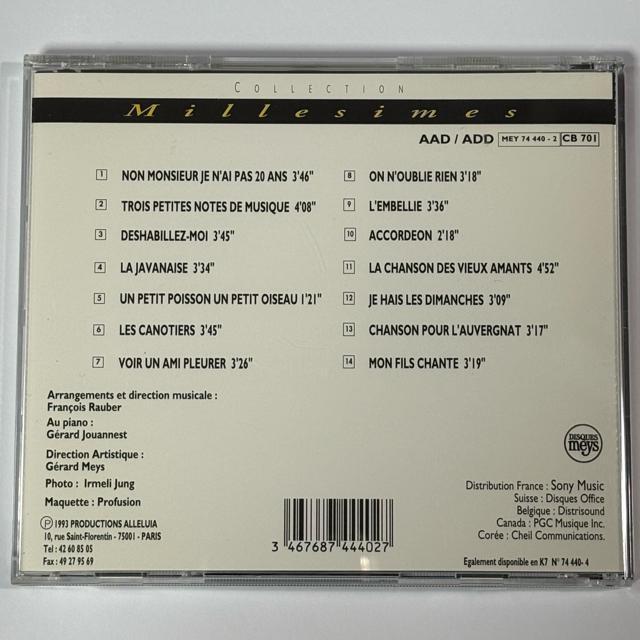 COLLECTION
Millesimes
AAD / ADD MEY 74 440 - 2 CB 701
1 NON MONSIEUR JE N'AI PAS 20 ANS 3'46"
2 TROIS PETITES NOTES DE MUSIQUE 4'08"
3 DESHABILLEZ-MOI 3'45"
4 LA JAVANAISE 3'34"
5 UN PETIT POISSON UN PETIT OISEAU 1'21"
6 LES CANOTIERS 3'45"
7 VOIR UN AMI PLEURER 3'26"
8 ON N'OUBLIE RIEN 3'18"
9 L'EMBELLIE 3'36"
10 ACCORDEON 2'18"
11 LA CHANSON DES VIEUX AMANTS 4'52"
12 JE HAIS LES DIMANCHES 3'09"
13 CHANSON POUR L'AUVERGNAT 3'17"
14 MON FILS CHANTE 3'19"
Arrangements et direction musicale :
François Rauber
Au piano :
Gérard Jouannest
Direction Artistique :
Gérard Meys
Photo : Irmeli Jung
Maquette : Profusion
Ⓟ 1993 PRODUCTIONS ALLELUIA
10, rue Saint-Florentin - 75001 - PARIS
Tel : 42 60 85 05
Fax : 49 27 95 69
3 467687 444027
DISQUES
meys
Distribution France : Sony Music
Suisse : Disques Office
Belgique : Distrisound
Canada : PGC Musique Inc.
Corée : Cheil Communications.
Egalement disponible en K7 N° 74 440- 4